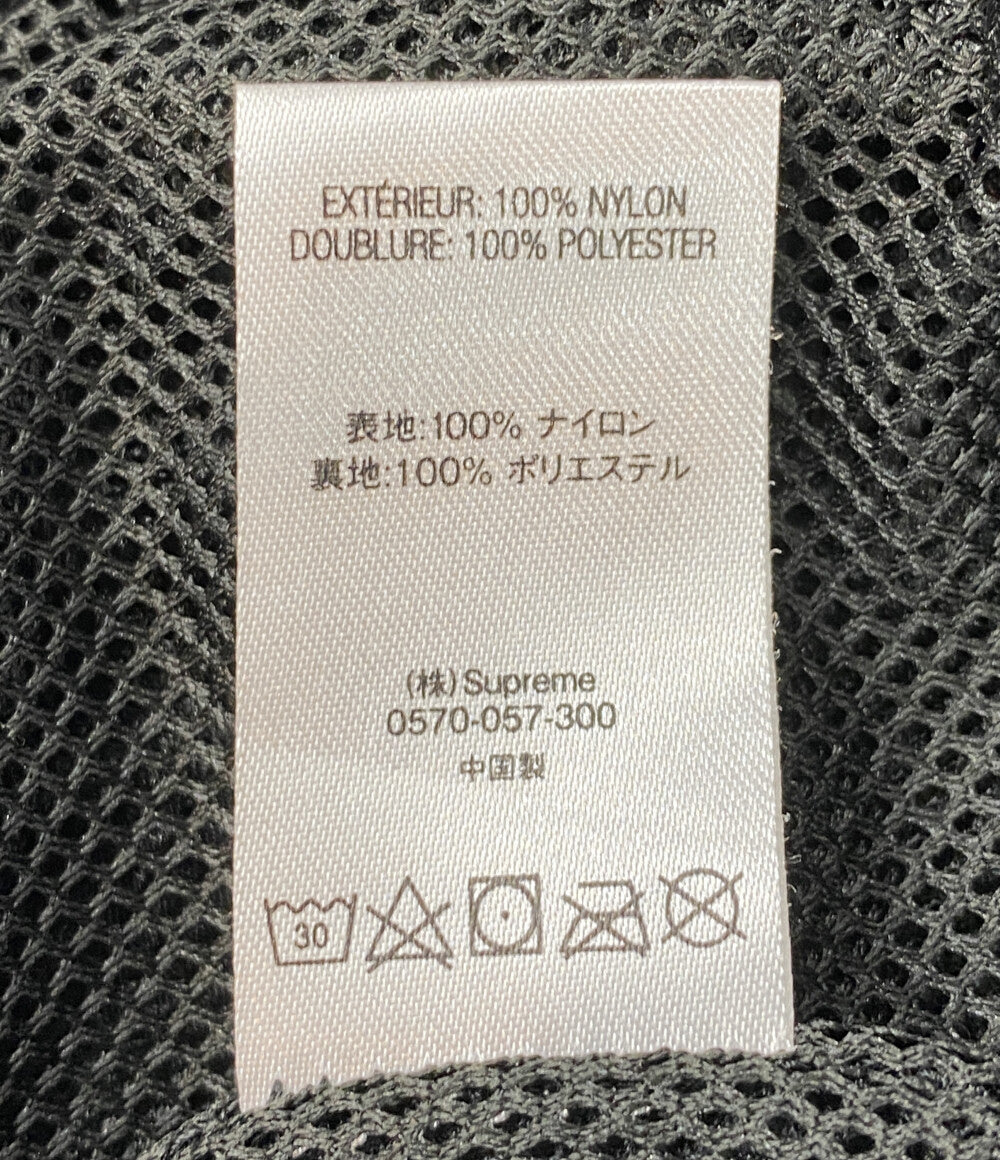 EXTÉRIEUR: 100% NYLON
DOUBLURE: 100% POLYESTER
表地:100% ナイロン
裏地:100% ポリエステル
(株)Supreme
0570-057-300
中国製
30